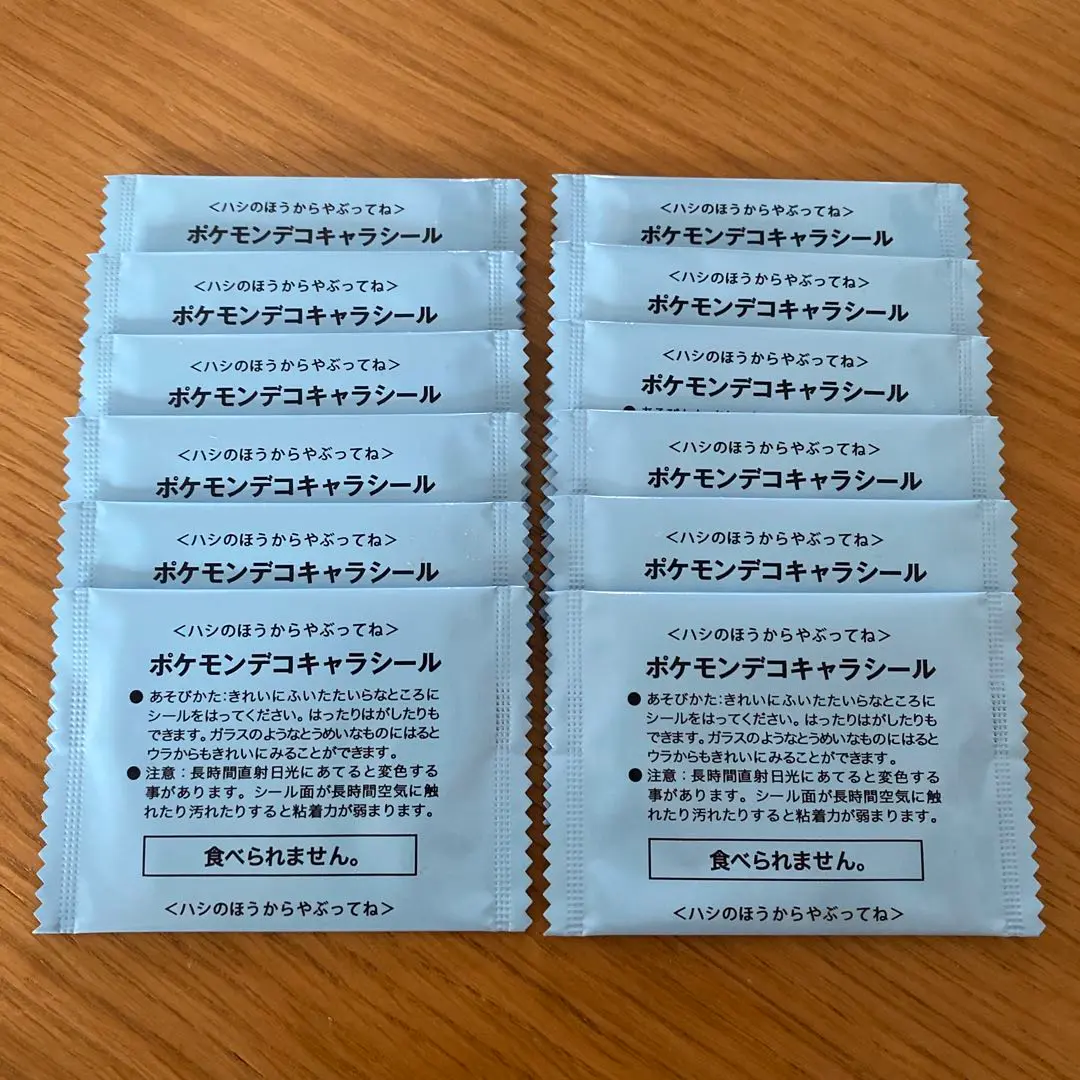 <ハシのほうからやぶってね>
ポケモンデコキャラシール
<ハシのほうからやぶってね>
ポケモンデコキャラシール
<ハシのほうからやぶってね>
ポケモンデコキャラシール
<ハシのほうからやぶってね>
ポケモンデコキャラシール
<ハシのほうからやぶってね>
ポケモンデコキャラシール
<ハシのほうからやぶってね>
ポケモンデコキャラシール
●あそびかた:きれいにふいたたいらなところに
シールをはってください。はったりはがしたりも
できます。ガラスのようなとうめいなものにはると
ウラからもきれいにみることができます。
●注意:長時間直射日光にあてると変色する
事があります。シール面が長時間空気に触
れたり汚れたりすると粘着力が弱まります。
食べられません。
<ハシのほうからやぶってね>
<ハシのほうからやぶってね>
ポケモンデコキャラシール
<ハシのほうからやぶってね>
ポケモンデコキャラシール
<ハシのほうからやぶってね>
ポケモンデコキャラシール
<ハシのほうからやぶってね>
ポケモンデコキャラシール
<ハシのほうからやぶってね>
ポケモンデコキャラシール
<ハシのほうからやぶってね>
ポケモンデコキャラシール
●あそびかた:きれいにふいたたいらなところに
シールをはってください。はったりはがしたりも
できます。ガラスのようなとうめいなものにはると
ウラからもきれいにみることができます。
●注意:長時間直射日光にあてると変色する
事があります。シール面が長時間空気に触
れたり汚れたりすると粘着力が弱まります。
食べられません。
<ハシのほうからやぶってね>